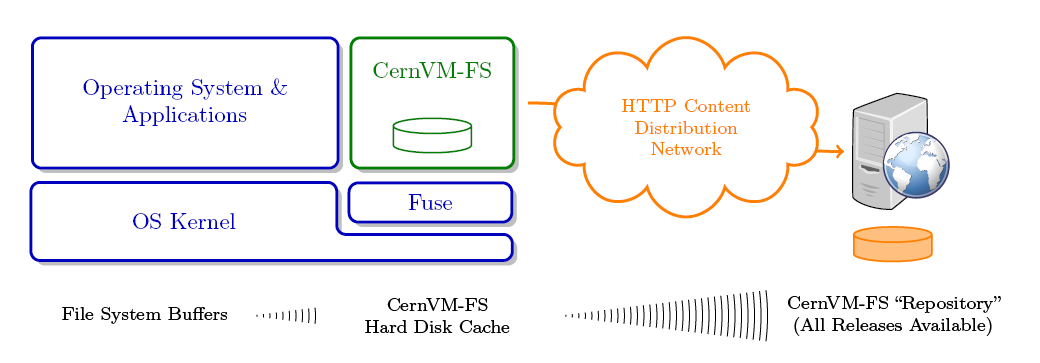 Operating System &
Applications
CernVM-FS
HTTP Content
Distribution
Network
Fuse
OS Kernel
File System Buffers
CernVM-FS
Hard Disk Cache
CernVM-FS “Repository”
(All Releases Available)